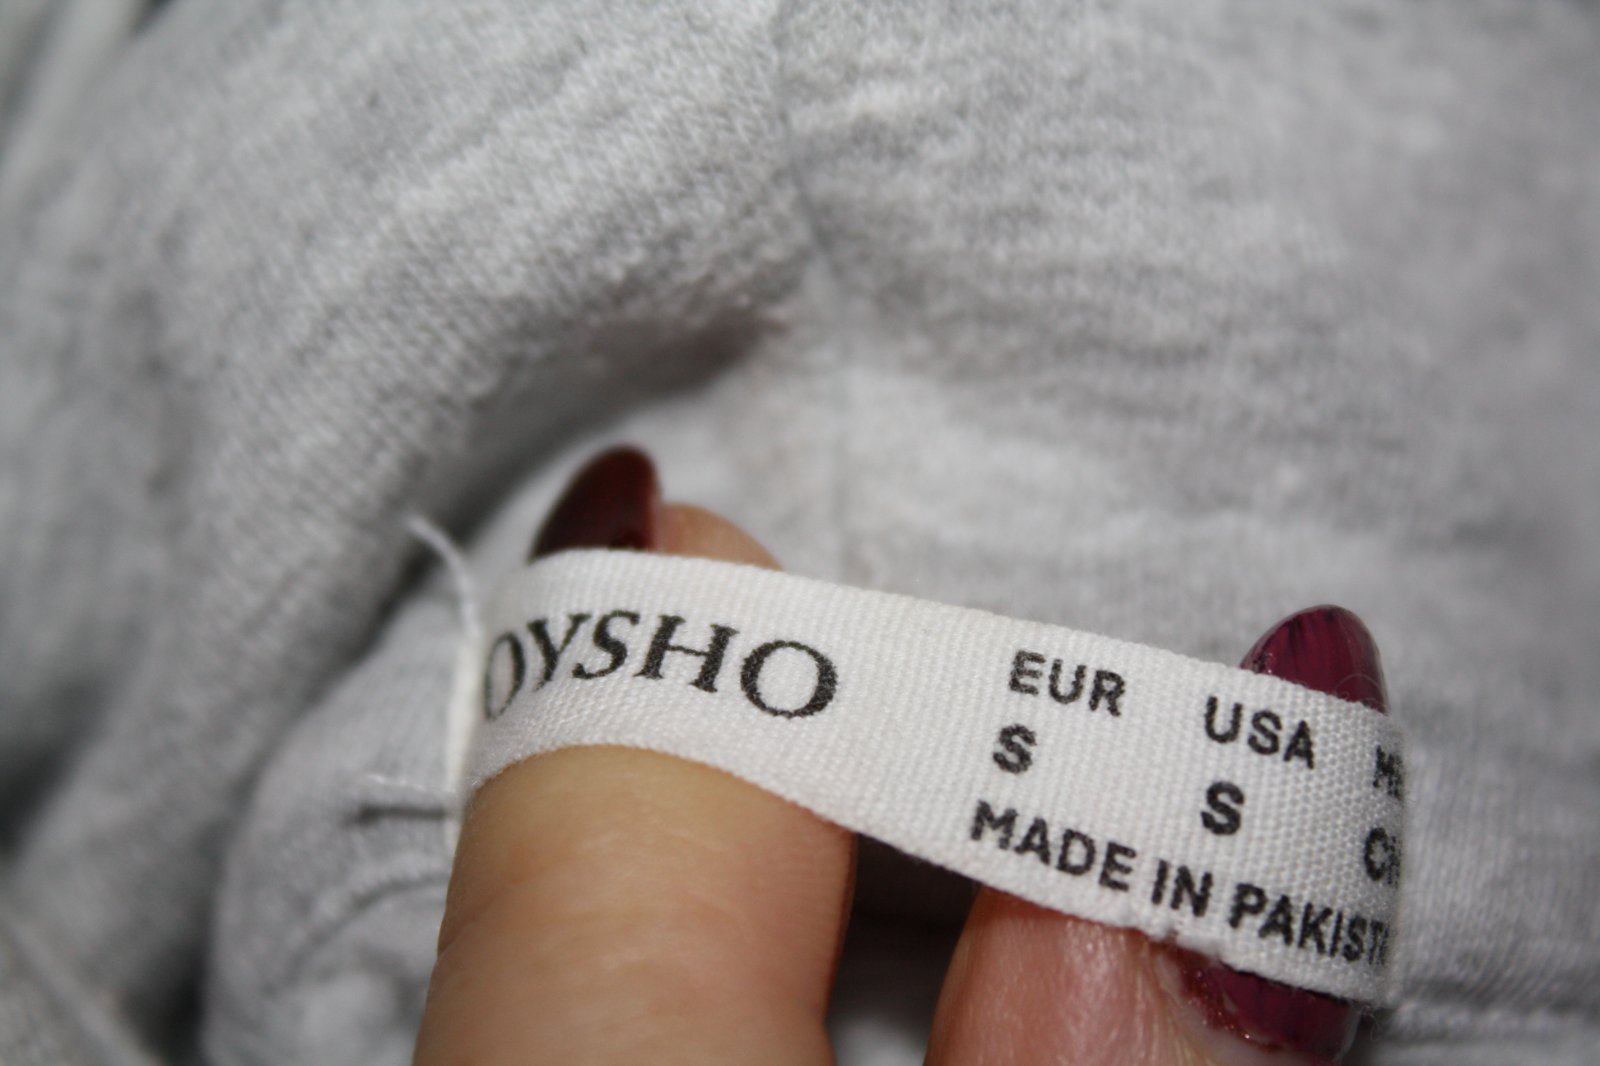 OYSHO
EUR USA
S S
MADE IN PAKIST